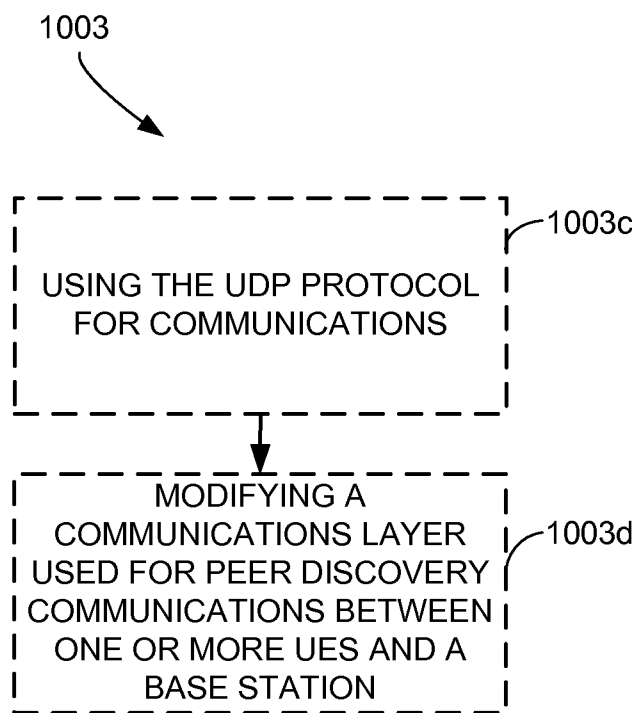 1003
1003c
USING THE UDP PROTOCOL
FOR COMMUNICATIONS
MODIFYING A
COMMUNICATIONS LAYER
USED FOR PEER DISCOVERY
COMMUNICATIONS BETWEEN
ONE OR MORE UES AND A
BASE STATION
1003d